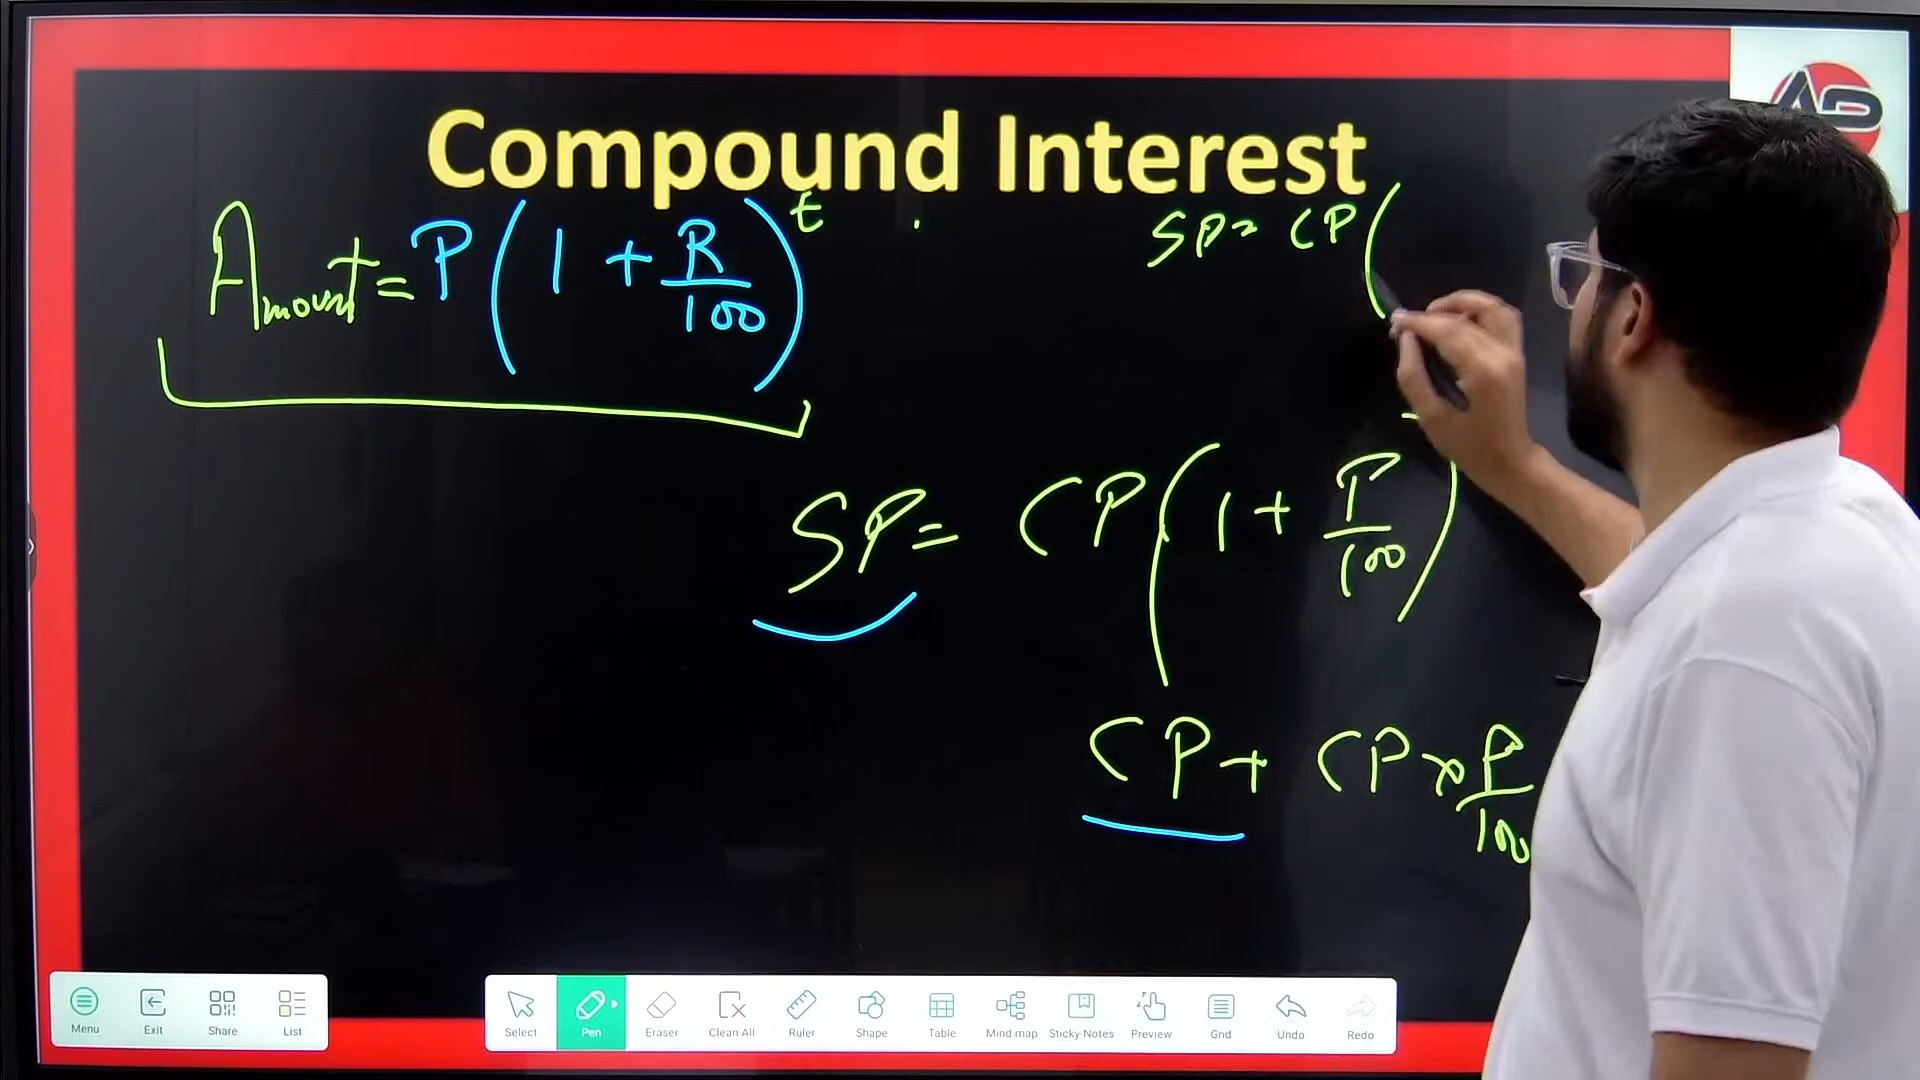 Compound Interest
Amount = P(1 + R/100)^t
SP = CP(
SP = CP(1 + P/100)
CP + CP × P/100
Menu Exit Share List
Select Pen Eraser Clean All Ruler Shape Table Mind map Sticky-Notes Preview Grid Undo Redo